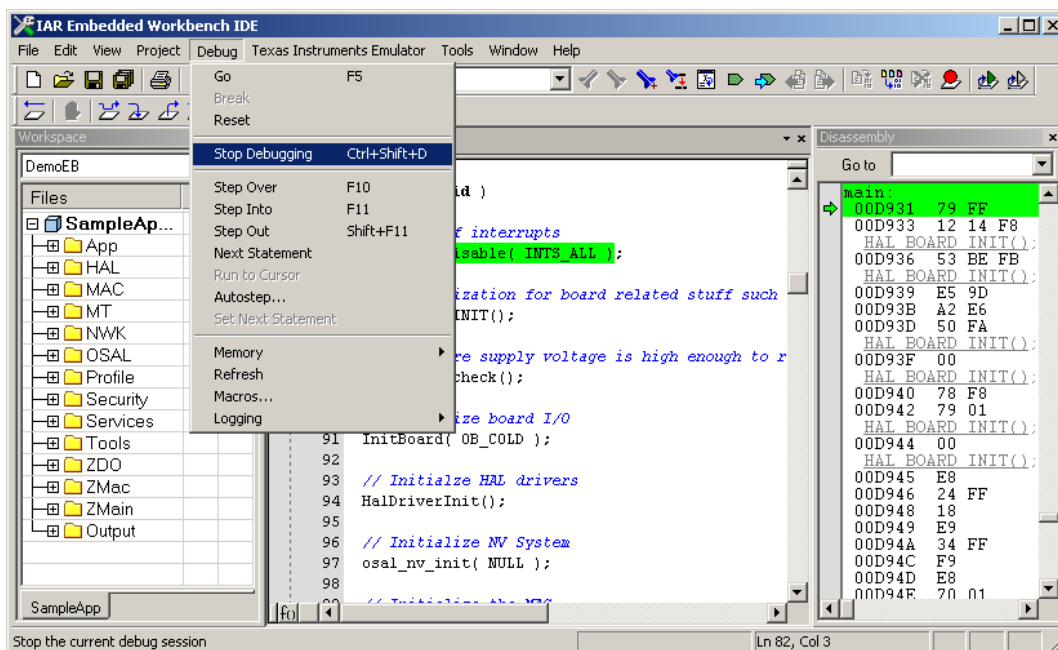 IAR Embedded Workbench IDE
File Edit View Project Debug Texas Instruments Emulator Tools Window Help
Go F5
Break
Reset
Stop Debugging Ctrl+Shift+D
Step Over F10
Step Into F11
Step Out Shift+F11
Next Statement
Run to Cursor
Autostep...
Set Next Statement
Memory
Refresh
Macros...
Logging
Workspace
DemoEB
Files
SampleAp...
App
HAL
MAC
MT
NWK
OSAL
Profile
Security
Services
Tools
ZDO
ZMac
ZMain
Output
SampleApp
id )
f interrupts
isable( INTS_ALL );
ization for board related stuff such
INIT();
re supply voltage is high enough to r
check();
ize board I/O
91 InitBoard( OB_COLD );
92
93 // Initialze HAL drivers
94 HalDriverInit();
95
96 // Initialize NV System
97 osal_nv_init( NULL );
98
// Initialize the MAC
Disassembly
Go to
main:
00D931 79 FF
00D933 12 14 F8
HAL_BOARD_INIT();
00D936 53 BE FB
HAL_BOARD_INIT();
00D939 E5 9D
00D93B A2 E6
00D93D 50 FA
HAL_BOARD_INIT();
00D93F 00
HAL_BOARD_INIT();
00D940 78 F8
00D942 79 01
HAL_BOARD_INIT();
00D944 00
HAL_BOARD_INIT();
00D945 E8
00D946 24 FF
00D948 18
00D949 E9
00D94A 34 FF
00D94C F9
00D94D E8
00D94E 70 01
Stop the current debug session
Ln 82, Col 3